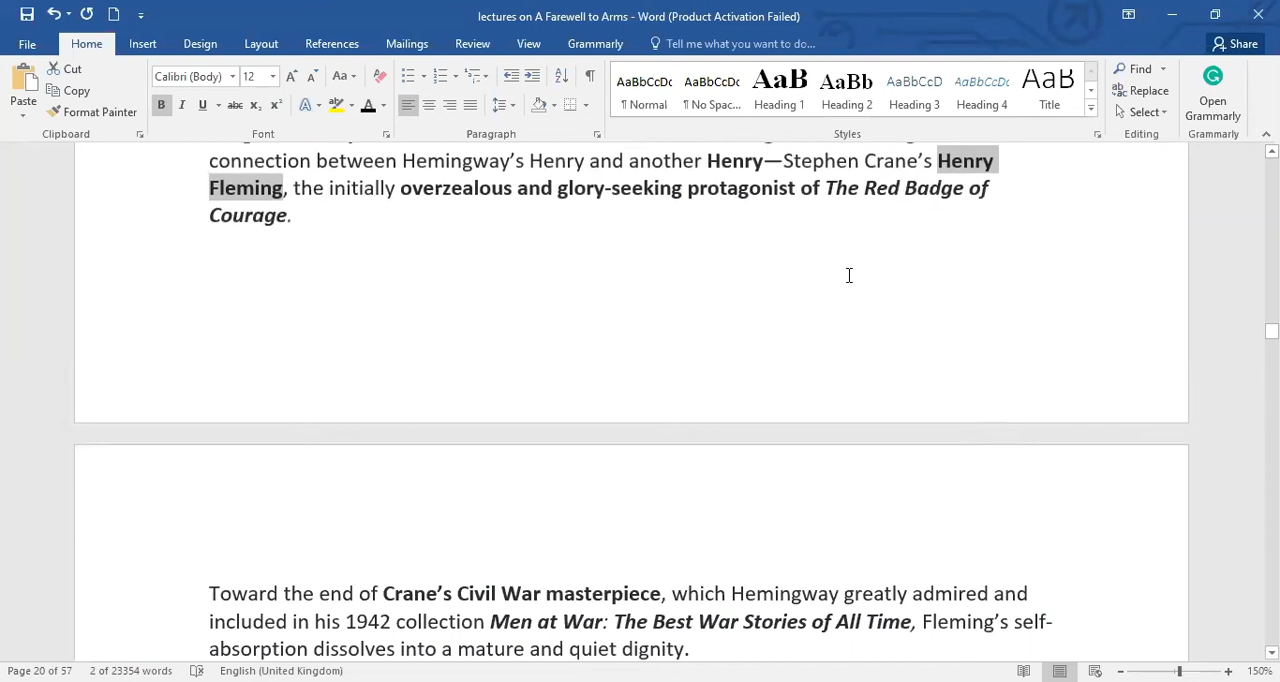 lectures on A Farewell to Arms - Word (Product Activation Failed)
File Home Insert Design Layout References Mailings Review View Grammarly Tell me what you want to do... Share
Cut
Copy
Format Painter
Paste
Clipboard
Calibri (Body) 12
Font
Paragraph
AaBbCcDc AaBbCcDc AaB AaBb AaBbCcD AaBbCcDc AaB
¶ Normal ¶ No Spac... Heading 1 Heading 2 Heading 3 Heading 4 Title
Styles
Find
Replace
Select
Editing
Open
Grammarly
Grammarly
connection between Hemingway’s Henry and another Henry—Stephen Crane’s Henry
Fleming, the initially overzealous and glory-seeking protagonist of The Red Badge of
Courage.
Toward the end of Crane’s Civil War masterpiece, which Hemingway greatly admired and
included in his 1942 collection Men at War: The Best War Stories of All Time, Fleming’s self-
absorption dissolves into a mature and quiet dignity.
Page 20 of 57 2 of 23354 words English (United Kingdom) 150%